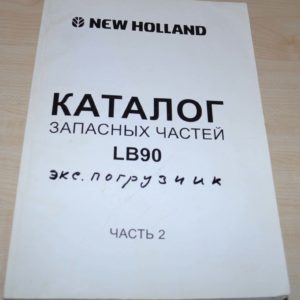 NEW HOLLAND
КАТАЛОГ
ЗАПАСНЫХ ЧАСТЕЙ
LB90
экс. погрузчик
ЧАСТЬ 2